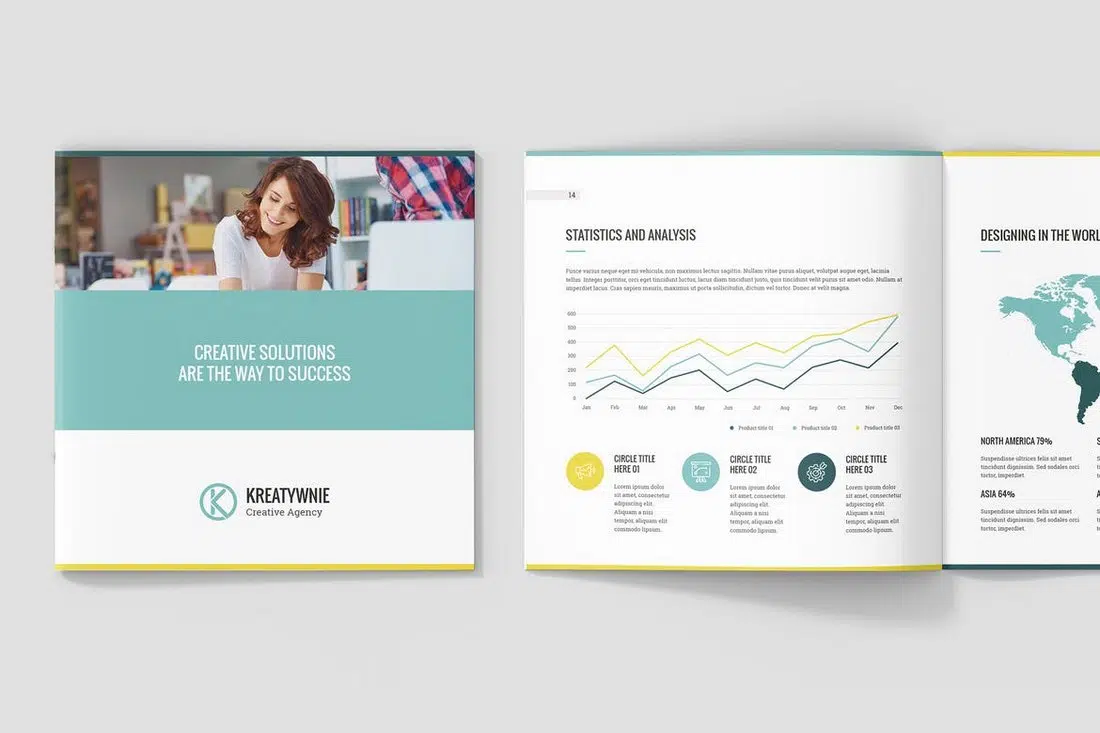 CREATIVE SOLUTIONS
ARE THE WAY TO SUCCESS
KREATYWNIE
Creative Agency
14
STATISTICS AND ANALYSIS
Fusce varius neque eget mi vehicula, non maximus lectus sagittis. Nullam vitae purus aliquet, volutpat augue eget, lacinia
tellus. Integer porttitor, orci eget tincidunt luctus, lacus diam tincidunt justo, quis tincidunt velit purus sit amet odio. Nullam at
imperdiet lacus. Cras sapien mauris, maximus ut porta sollicitudin, dictum vel tortor. Donec at velit magna.
600
500
400
300
200
100
0
Jan Feb Mar Apr May Jun Jul Aug Sep Oct Nov Dec
Product title 01 Product title 02 Product title 03
CIRCLE TITLE
HERE 01
Lorem ipsum dolor
sit amet, consectetur
adipiscing elit.
Aliquam a nisi
tempor, aliquam elit
commodo lipsum.
CIRCLE TITLE
HERE 02
Lorem ipsum dolor
sit amet, consectetur
adipiscing elit.
Aliquam a nisi
tempor, aliquam elit
commodo lipsum.
CIRCLE TITLE
HERE 03
Lorem ipsum dolor
sit amet, consectetur
adipiscing elit.
Aliquam a nisi
tempor, aliquam elit
commodo lipsum.
DESIGNING IN THE WORL
NORTH AMERICA 79%
Suspendisse ultrices felis sit amet
tincidunt dignissim. Sed sodales orci
tortor, imperdiet.
ASIA 64%
Suspendisse ultrices felis sit amet
tincidunt dignissim. Sed sodales orci
tortor, imperdiet.